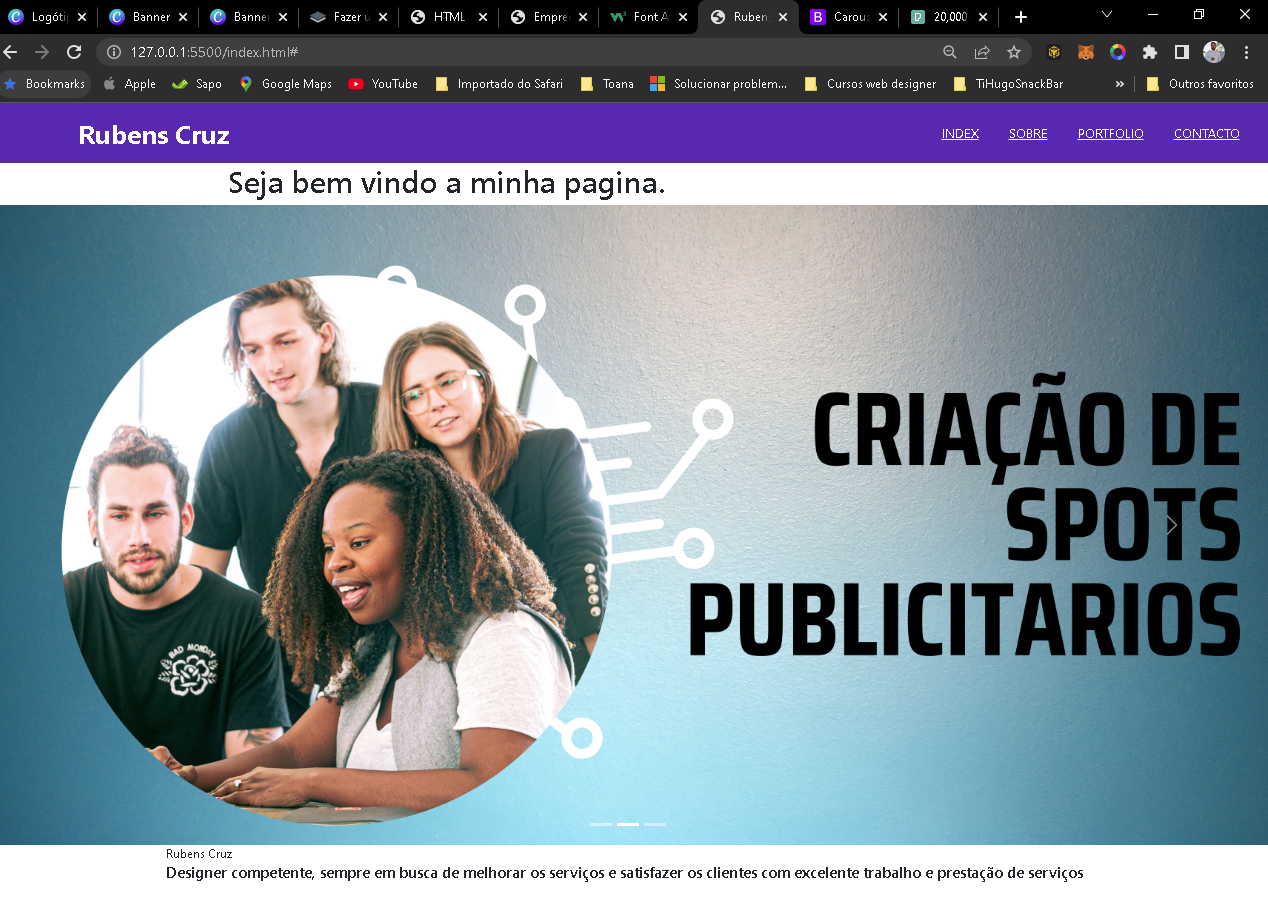 Logóti
Banner
Banner
Fazer u
HTML
Empre
Font A
Ruben
Carous
20,000
127.0.0.1:5500/index.html#
Bookmarks
Apple
Sapo
Google Maps
YouTube
Importado do Safari
Toana
Solucionar problem...
Cursos web designer
TiHugoSnackBar
»
Outros favoritos
Rubens Cruz
INDEX
SOBRE
PORTFOLIO
CONTACTO
Seja bem vindo a minha pagina.
CRIAÇÃO DE
SPOTS
PUBLICITARIOS
BAD MONDAY
Rubens Cruz
Designer competente, sempre em busca de melhorar os serviços e satisfazer os clientes com excelente trabalho e prestação de serviços